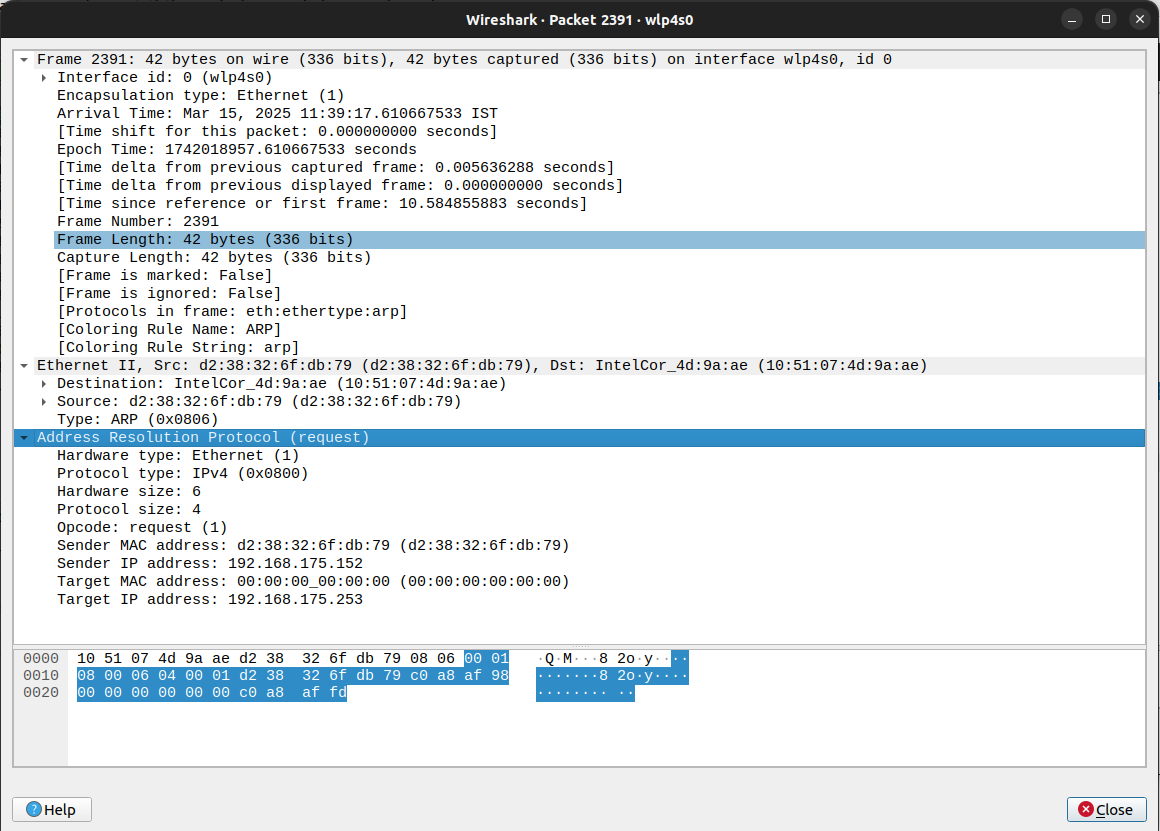 Wireshark · Packet 2391 · wlp4s0
Frame 2391: 42 bytes on wire (336 bits), 42 bytes captured (336 bits) on interface wlp4s0, id 0
Interface id: 0 (wlp4s0)
Encapsulation type: Ethernet (1)
Arrival Time: Mar 15, 2025 11:39:17.610667533 IST
[Time shift for this packet: 0.000000000 seconds]
Epoch Time: 1742018957.610667533 seconds
[Time delta from previous captured frame: 0.005636288 seconds]
[Time delta from previous displayed frame: 0.000000000 seconds]
[Time since reference or first frame: 10.584855883 seconds]
Frame Number: 2391
Frame Length: 42 bytes (336 bits)
Capture Length: 42 bytes (336 bits)
[Frame is marked: False]
[Frame is ignored: False]
[Protocols in frame: eth:ethertype:arp]
[Coloring Rule Name: ARP]
[Coloring Rule String: arp]
Ethernet II, Src: d2:38:32:6f:db:79 (d2:38:32:6f:db:79), Dst: IntelCor_4d:9a:ae (10:51:07:4d:9a:ae)
Destination: IntelCor_4d:9a:ae (10:51:07:4d:9a:ae)
Source: d2:38:32:6f:db:79 (d2:38:32:6f:db:79)
Type: ARP (0x0806)
Address Resolution Protocol (request)
Hardware type: Ethernet (1)
Protocol type: IPv4 (0x0800)
Hardware size: 6
Protocol size: 4
Opcode: request (1)
Sender MAC address: d2:38:32:6f:db:79 (d2:38:32:6f:db:79)
Sender IP address: 192.168.175.152
Target MAC address: 00:00:00_00:00:00 (00:00:00:00:00:00)
Target IP address: 192.168.175.253
0000 10 51 07 4d 9a ae d2 38 32 6f db 79 08 06 00 01 ·Q·M···8 2o·y····
0010 08 00 06 04 00 01 d2 38 32 6f db 79 c0 a8 af 98 ·······8 2o·y····
0020 00 00 00 00 00 00 c0 a8 af fd ········ ··
Help
Close